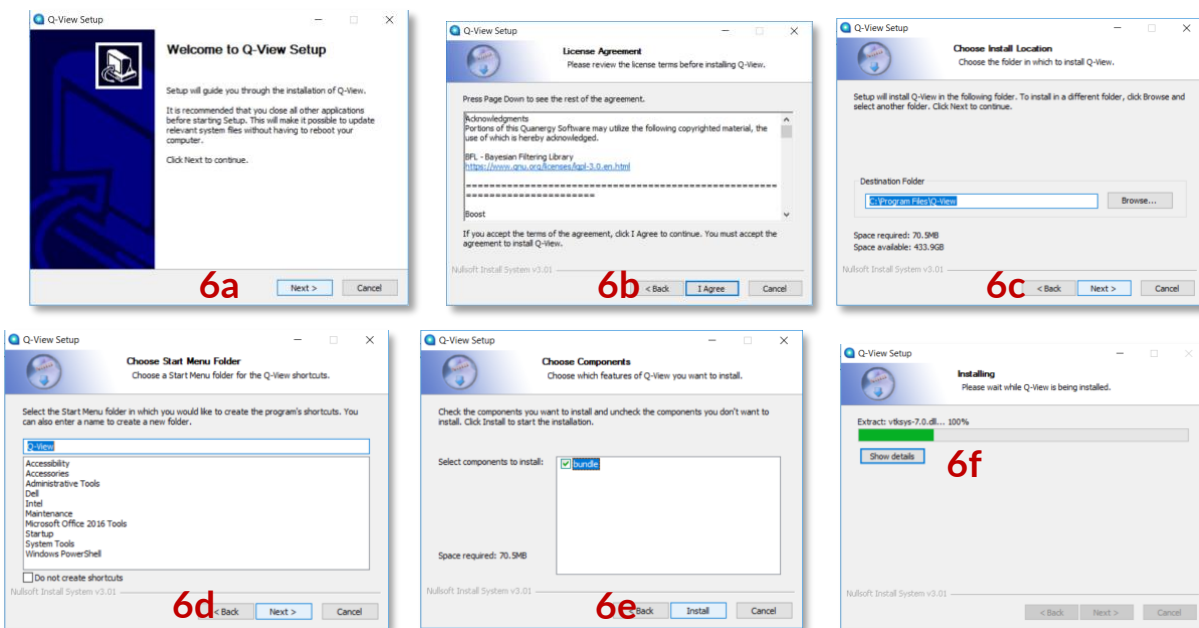 Q-View Setup
Welcome to Q-View Setup
Setup will guide you through the installation of Q-View.
It is recommended that you close all other applications
before starting Setup. This will make it possible to update
relevant system files without having to reboot your
computer.
Click Next to continue.
6a
Next >
Cancel
Q-View Setup
License Agreement
Please review the license terms before installing Q-View.
Press Page Down to see the rest of the agreement.
Acknowledgments
Portions of this Quanergy Software may utilize the following copyrighted material, the
use of which is hereby acknowledged.
BFL - Bayesian Filtering Library
https://www.gnu.org/licenses/lgpl-3.0.en.html
Boost
If you accept the terms of the agreement, click I Agree to continue. You must accept the
agreement to install Q-View.
Nullsoft Install System v3.01
6b
< Back
I Agree
Cancel
Q-View Setup
Choose Install Location
Choose the folder in which to install Q-View.
Setup will install Q-View in the following folder. To install in a different folder, click Browse and
select another folder. Click Next to continue.
Destination Folder
C:\Program Files\Q-View
Browse...
Space required: 70.5MB
Space available: 433.9GB
Nullsoft Install System v3.01
6c
< Back
Next >
Cancel
Q-View Setup
Choose Start Menu Folder
Choose a Start Menu folder for the Q-View shortcuts.
Select the Start Menu folder in which you would like to create the program's shortcuts. You
can also enter a name to create a new folder.
Q-View
Accessibility
Accessories
Administrative Tools
Dell
Intel
Maintenance
Microsoft Office 2016 Tools
Startup
System Tools
Windows PowerShell
Do not create shortcuts
Nullsoft Install System v3.01
6d
< Back
Next >
Cancel
Q-View Setup
Choose Components
Choose which features of Q-View you want to install.
Check the components you want to install and uncheck the components you don't want to
install. Click Install to start the installation.
Select components to install:
bundle
Space required: 70.5MB
Nullsoft Install System v3.01
6e
Back
Install
Cancel
Q-View Setup
Installing
Please wait while Q-View is being installed.
Extract: vtksys-7.0.dll... 100%
Show details
6f
Nullsoft Install System v3.01
< Back
Next >
Cancel